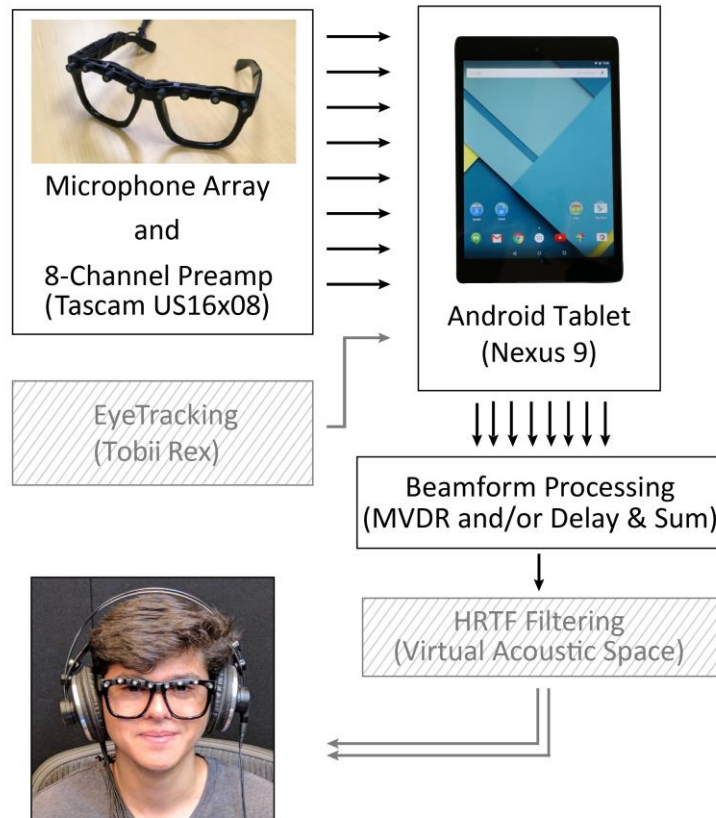 Microphone Array
and
8-Channel Preamp
(Tascam US16x08)
Android Tablet
(Nexus 9)
EyeTracking
(Tobii Rex)
Beamform Processing
(MVDR and/or Delay & Sum)
HRTF Filtering
(Virtual Acoustic Space)